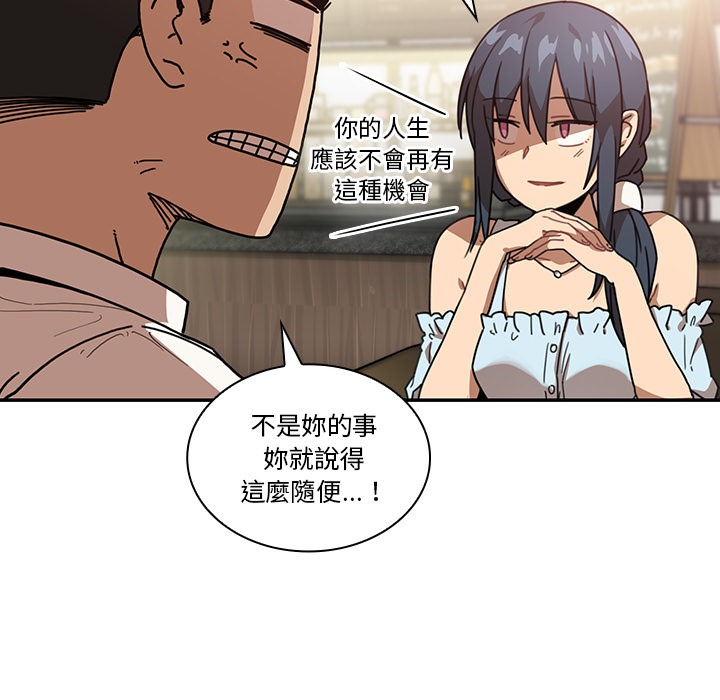 你的人生
應該不會再有
這種機會
不是妳的事
妳就說得
這麼隨便...！